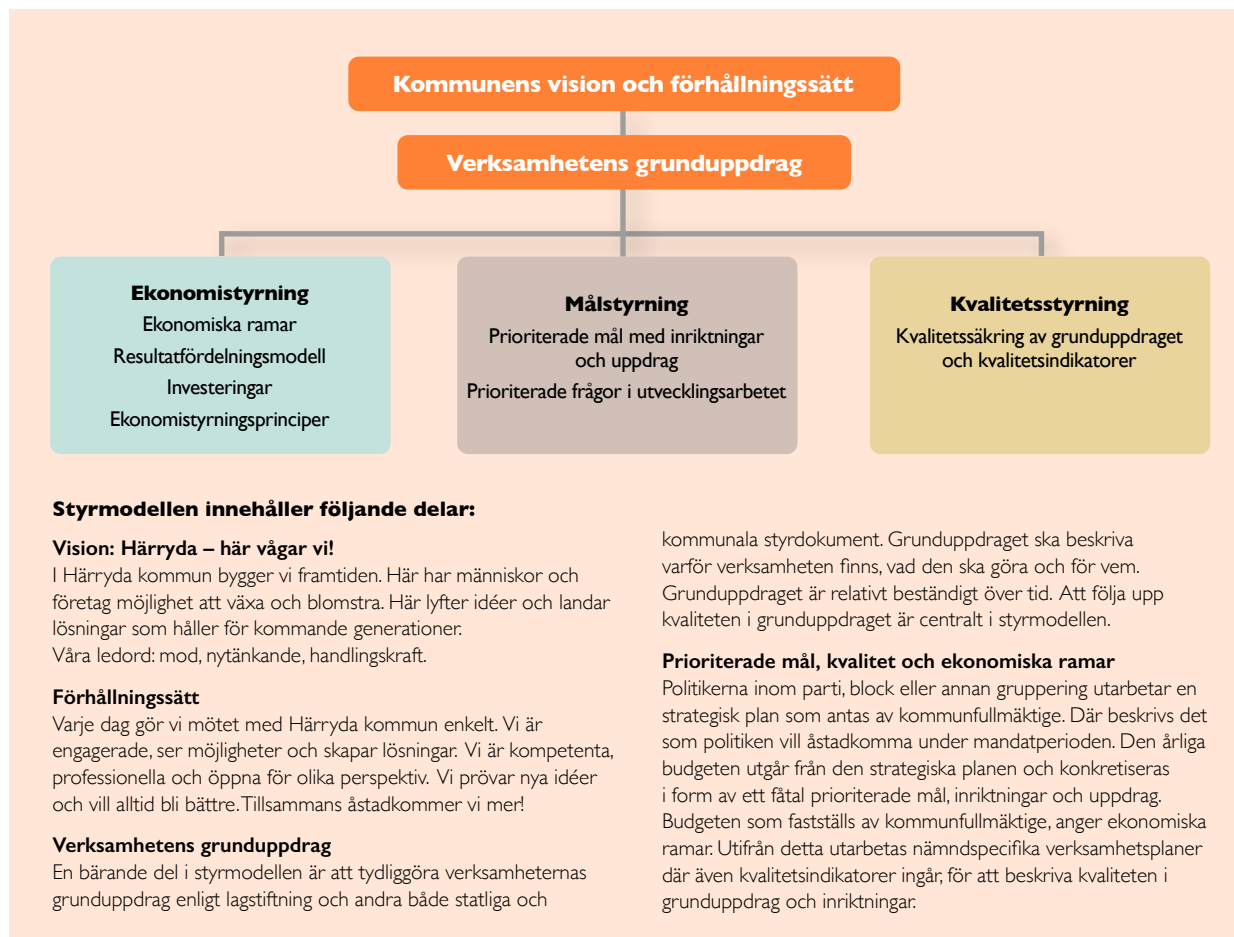 Kommunens vision och förhållningssätt
Verksamhetens grunduppdrag
Ekonomistyrning
Ekonomiska ramar
Resultatfördelningsmodell
Investeringar
Ekonomistyrningsprinciper
Målstyrning
Prioriterade mål med inriktningar
och uppdrag
Prioriterade frågor i utvecklingsarbetet
Kvalitetsstyrning
Kvalitetssäkring av grunduppdraget
och kvalitetsindikatorer
Styrmodellen innehåller följande delar:
Vision: Härryda – här vågar vi!
I Härryda kommun bygger vi framtiden. Här har människor och
företag möjlighet att växa och blomstra. Här lyfter idéer och landar
lösningar som håller för kommande generationer.
Våra ledord: mod, nytänkande, handlingskraft.
Förhållningssätt
Varje dag gör vi mötet med Härryda kommun enkelt. Vi är
engagerade, ser möjligheter och skapar lösningar. Vi är kompetenta,
professionella och öppna för olika perspektiv. Vi prövar nya idéer
och vill alltid bli bättre. Tillsammans åstadkommer vi mer!
Verksamhetens grunduppdrag
En bärande del i styrmodellen är att tydliggöra verksamheternas
grunduppdrag enligt lagstiftning och andra både statliga och
kommunala styrdokument. Grunduppdraget ska beskriva
varför verksamheten finns, vad den ska göra och för vem.
Grunduppdraget är relativt beständigt över tid. Att följa upp
kvaliteten i grunduppdraget är centralt i styrmodellen.
Prioriterade mål, kvalitet och ekonomiska ramar
Politikerna inom parti, block eller annan gruppering utarbetar en
strategisk plan som antas av kommunfullmäktige. Där beskrivs det
som politiken vill åstadkomma under mandatperioden. Den årliga
budgeten utgår från den strategiska planen och konkretiseras
i form av ett fåtal prioriterade mål, inriktningar och uppdrag.
Budgeten som fastställs av kommunfullmäktige, anger ekonomiska
ramar. Utifrån detta utarbetas nämndspecifika verksamhetsplaner
där även kvalitetsindikatorer ingår, för att beskriva kvaliteten i
grunduppdrag och inriktningar.